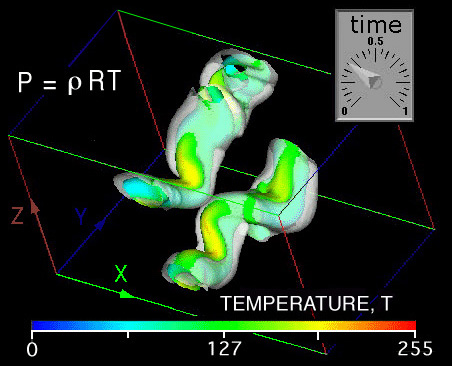 time
0.5
0 1
P = ρ RT
Z
Y
X
TEMPERATURE, T
0 127 255